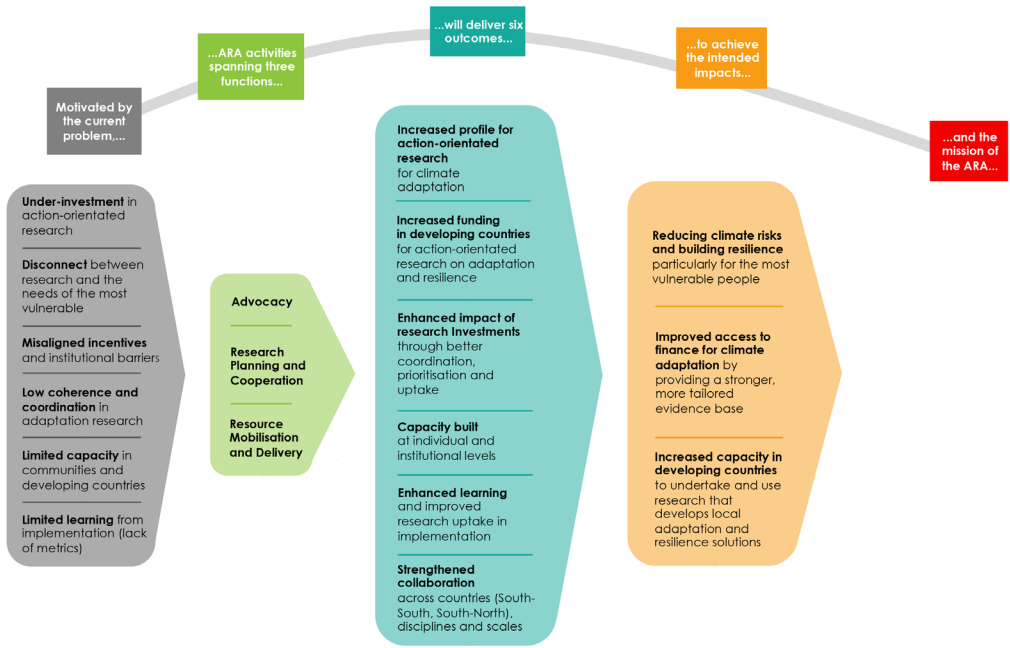 Motivated by
the current
problem,...
...ARA activities
spanning three
functions...
...will deliver six
outcomes...
...to achieve
the intended
impacts...
...and the
mission of
the ARA...
Under-investment in
action-orientated
research
Disconnect between
research and the
needs of the most
vulnerable
Misaligned incentives
and institutional barriers
Low coherence and
coordination in
adaptation research
Limited capacity in
communities and
developing countries
Limited learning from
implementation (lack
of metrics)
Advocacy
Research
Planning and
Cooperation
Resource
Mobilisation
and Delivery
Increased profile for
action-orientated
research
for climate
adaptation
Increased funding
in developing countries
for action-orientated
research on adaptation
and resilience
Enhanced impact of
research Investments
through better
coordination,
prioritisation and
uptake
Capacity built
at individual and
institutional levels
Enhanced learning
and improved
research uptake in
implementation
Strengthened
collaboration
across countries (South-
South, South-North),
disciplines and scales
Reducing climate risks
and building resilience
particularly for the most
vulnerable people
Improved access to
finance for climate
adaptation by
providing a stronger,
more tailored
evidence base
Increased capacity in
developing countries
to undertake and use
research that
develops local
adaptation and
resilience solutions